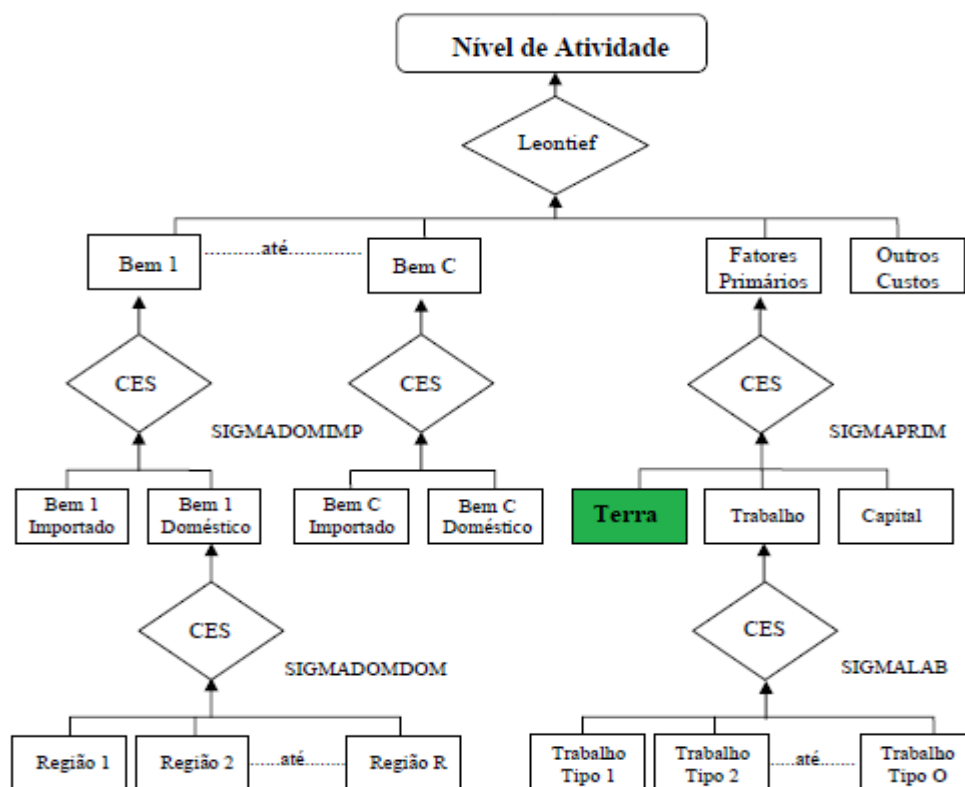 Nível de Atividade
Leontief
Bem 1
até
Bem C
Fatores
Primários
Outros
Custos
CES
CES
CES
SIGMADOMIMP
SIGMAPRIM
Bem 1
Importado
Bem 1
Doméstico
Bem C
Importado
Bem C
Doméstico
Terra
Trabalho
Capital
CES
CES
SIGMADOMDOM
SIGMALAB
Região 1
Região 2
até
Região R
Trabalho
Tipo 1
Trabalho
Tipo 2
até
Trabalho
Tipo O